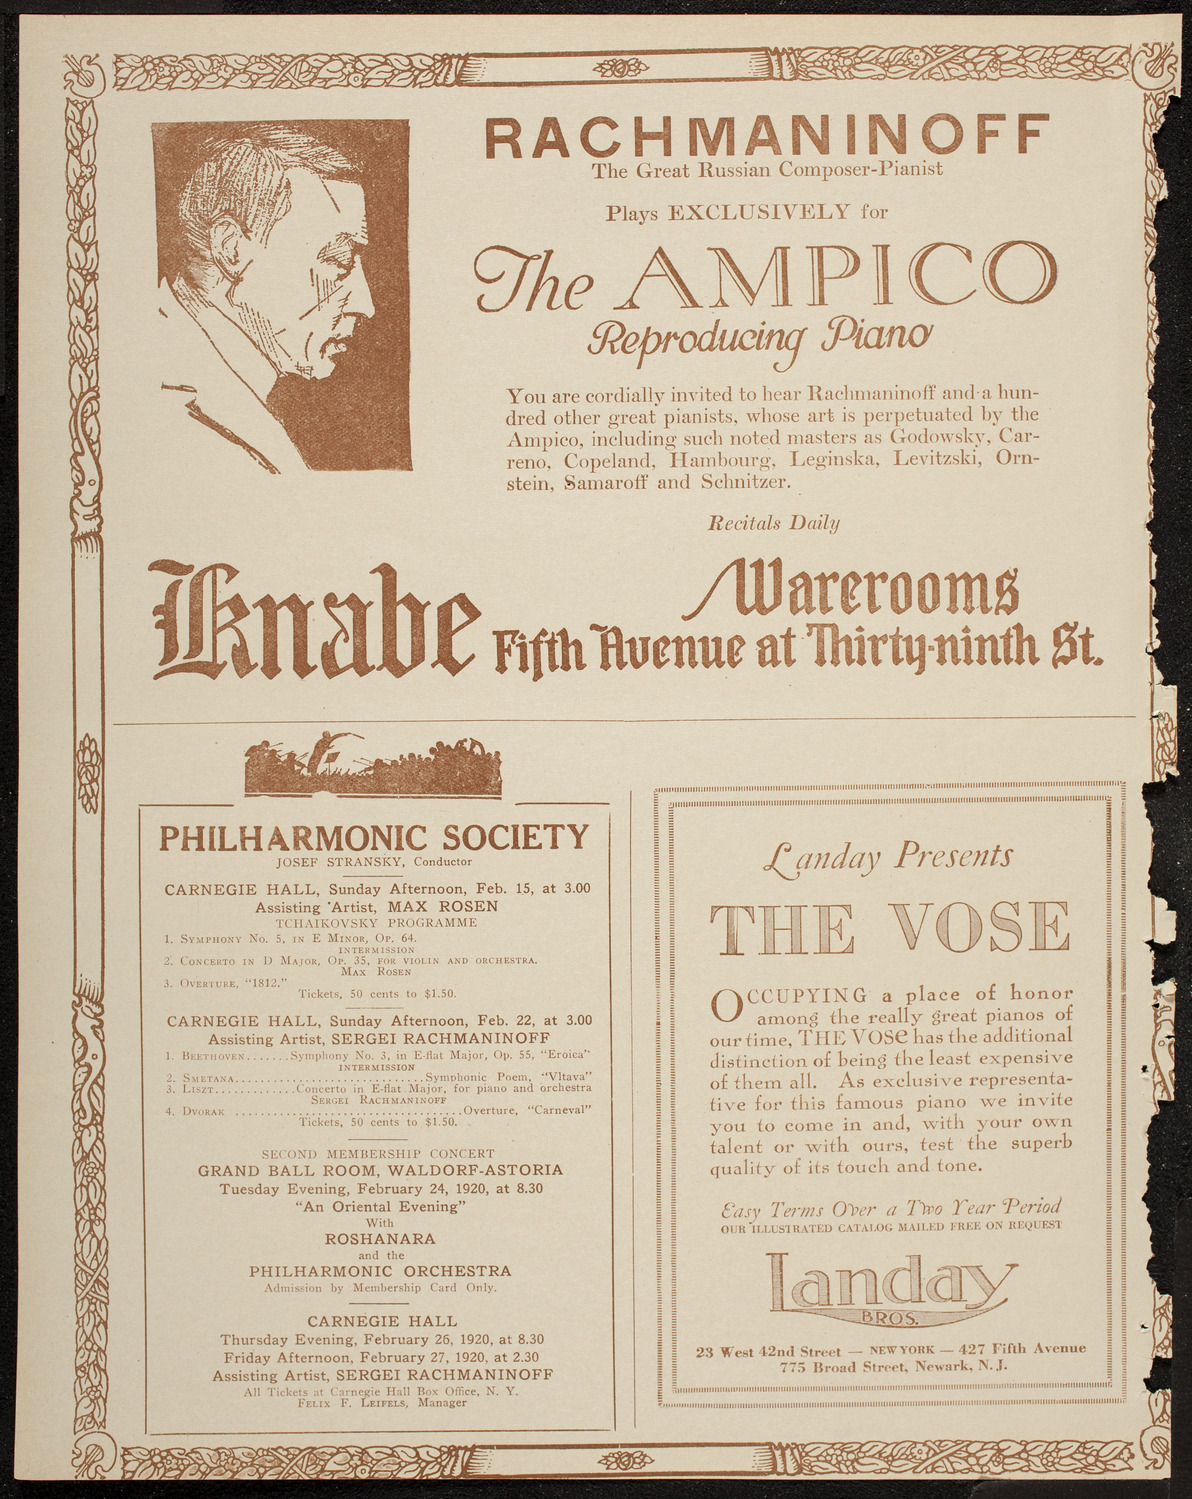 RACHMANINOFF
The Great Russian Composer-Pianist
Plays EXCLUSIVELY for
The AMPICO
Reproducing Piano
You are cordially invited to hear Rachmaninoff and a hun-
dred other great pianists, whose art is perpetuated by the
Ampico, including such noted masters as Godowsky, Car-
reno, Copeland, Hambourg, Leginska, Levitzski, Orn-
stein, Samaroff and Schnitzer.
Recitals Daily
Knabe Warerooms
Fifth Avenue at Thirty-ninth St.
PHILHARMONIC SOCIETY
JOSEF STRANSKY, Conductor
CARNEGIE HALL, Sunday Afternoon, Feb. 15, at 3.00
Assisting Artist, MAX ROSEN
TCHAIKOVSKY PROGRAMME
1. SYMPHONY NO. 5, IN E MINOR, OP. 64.
INTERMISSION
2. CONCERTO IN D MAJOR, OP. 35, FOR VIOLIN AND ORCHESTRA.
MAX ROSEN
3. OVERTURE, "1812."
Tickets, 50 cents to $1.50.
CARNEGIE HALL, Sunday Afternoon, Feb. 22, at 3.00
Assisting Artist, SERGEI RACHMANINOFF
1. BEETHOVEN.......Symphony No. 3, in E-flat Major, Op. 55, "Eroica"
INTERMISSION
2. SMETANA............................Symphonic Poem, "Vltava"
3. LISZT............Concerto in E-flat Major, for piano and orchestra
SERGEI RACHMANINOFF
4. DVORAK .................................Overture, "Carneval"
Tickets, 50 cents to $1.50.
SECOND MEMBERSHIP CONCERT
GRAND BALL ROOM, WALDORF-ASTORIA
Tuesday Evening, February 24, 1920, at 8.30
"An Oriental Evening"
With
ROSHANARA
and the
PHILHARMONIC ORCHESTRA
Admission by Membership Card Only.
CARNEGIE HALL
Thursday Evening, February 26, 1920, at 8.30
Friday Afternoon, February 27, 1920, at 2.30
Assisting Artist, SERGEI RACHMANINOFF
All Tickets at Carnegie Hall Box Office, N. Y.
FELIX F. LEIFELS, Manager
Landay Presents
THE VOSE
OCCUPYING a place of honor
among the really great pianos of
our time, THE VOSE has the additional
distinction of being the least expensive
of them all. As exclusive representa-
tive for this famous piano we invite
you to come in and, with your own
talent or with ours, test the superb
quality of its touch and tone.
Easy Terms Over a Two Year Period
OUR ILLUSTRATED CATALOG MAILED FREE ON REQUEST
Landay
BROS.
23 West 42nd Street — NEW YORK — 427 Fifth Avenue
775 Broad Street, Newark, N. J.